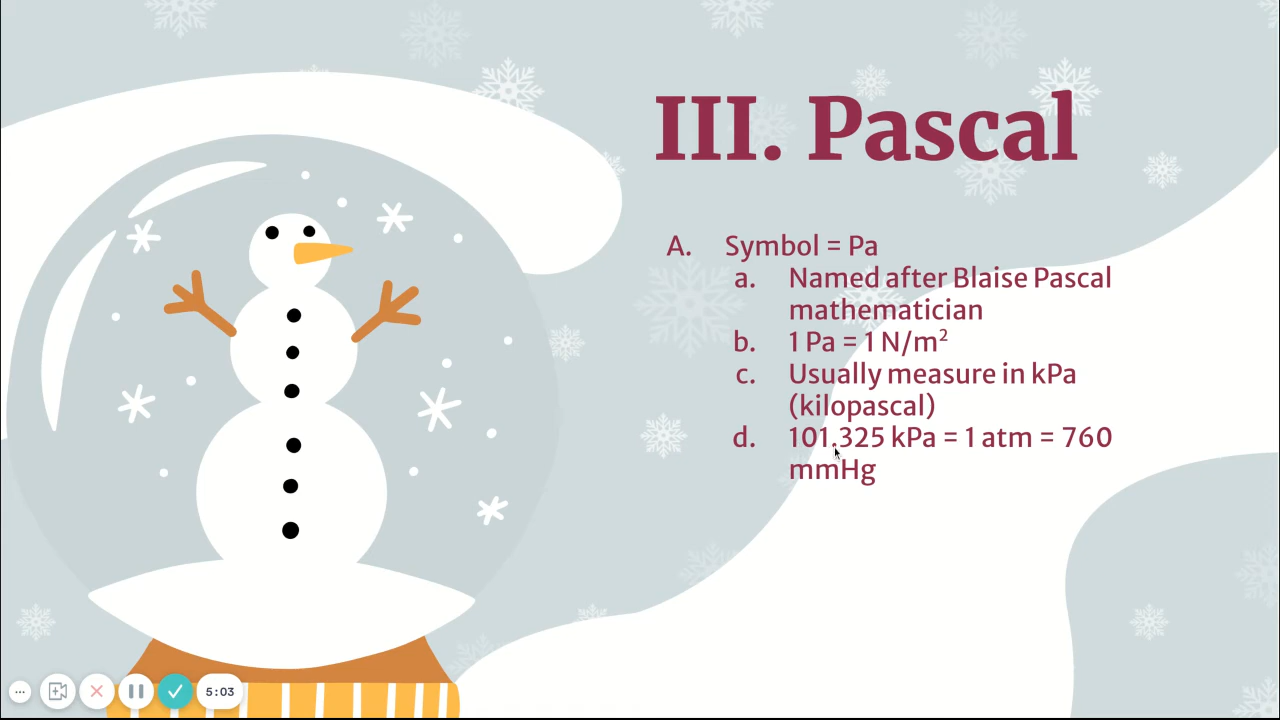 III. Pascal
A. Symbol = Pa
a. Named after Blaise Pascal
mathematician
b. 1 Pa = 1 N/m²
c. Usually measure in kPa
(kilopascal)
d. 101.325 kPa = 1 atm = 760
mmHg
5:03